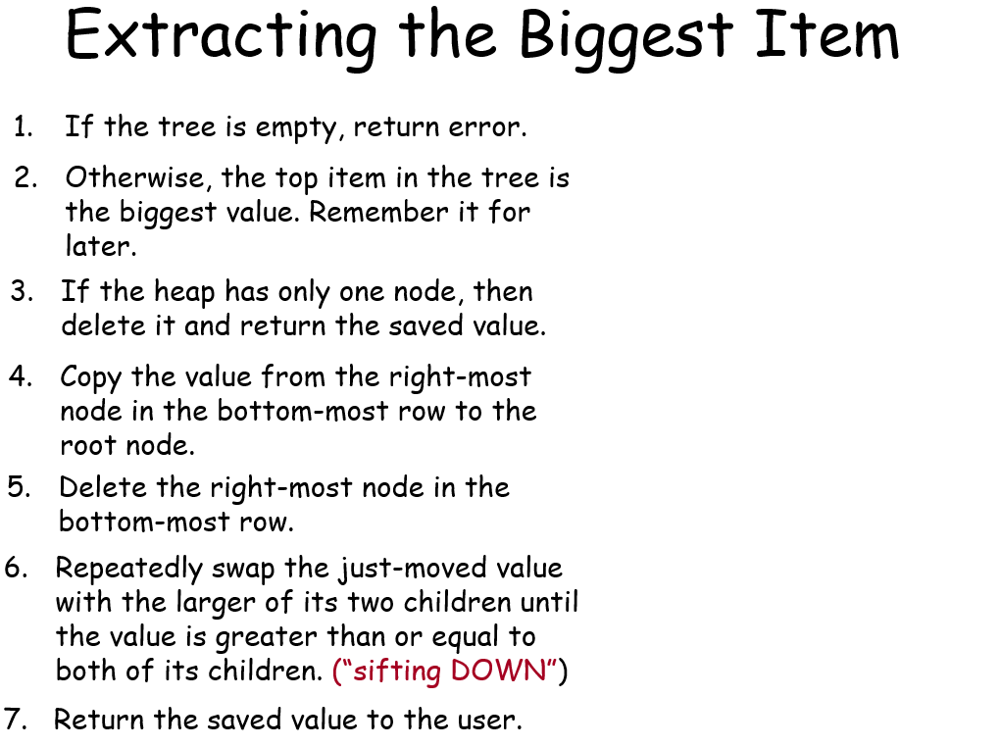 Extracting the Biggest Item
1. If the tree is empty, return error.
2. Otherwise, the top item in the tree is
the biggest value. Remember it for
later.
3. If the heap has only one node, then
delete it and return the saved value.
4. Copy the value from the right-most
node in the bottom-most row to the
root node.
5. Delete the right-most node in the
bottom-most row.
6. Repeatedly swap the just-moved value
with the larger of its two children until
the value is greater than or equal to
both of its children. (“sifting DOWN”)
7. Return the saved value to the user.